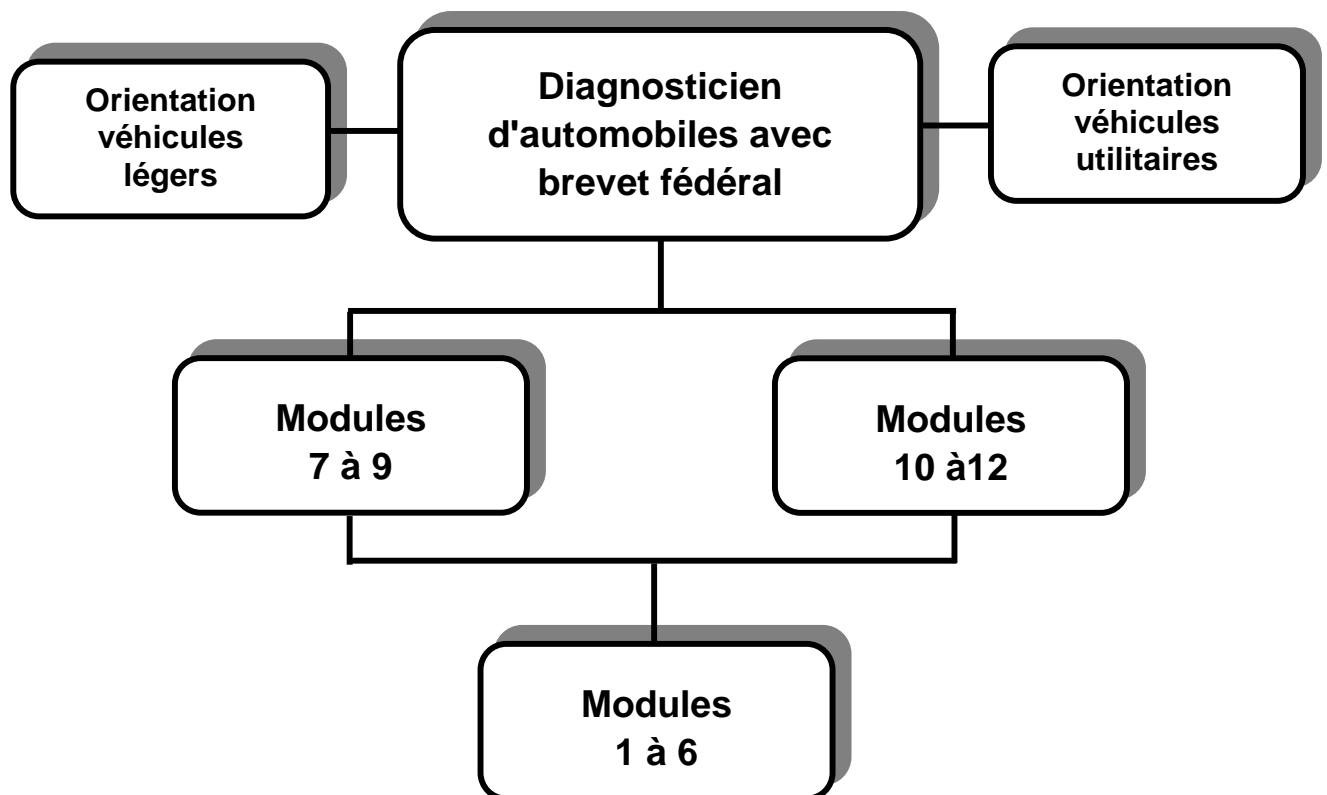 Orientation
véhicules
légers
Diagnosticien
d'automobiles avec
brevet fédéral
Orientation
véhicules
utilitaires
Modules
7 à 9
Modules
10 à12
Modules
1 à 6